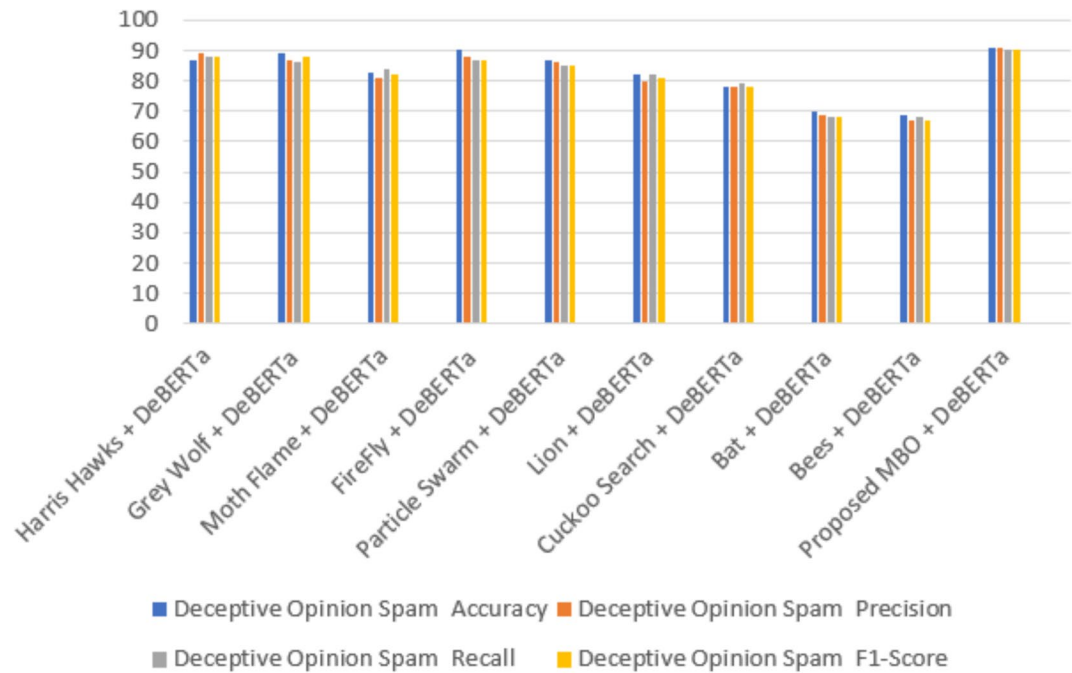 100
90
80
70
60
50
40
30
20
10
0
Harris Hawks + DeBERTa
Grey Wolf + DeBERTa
Moth Flame + DeBERTa
FireFly + DeBERTa
Particle Swarm + DeBERTa
Lion + DeBERTa
Cuckoo Search + DeBERTa
Bat + DeBERTa
Bees + DeBERTa
Proposed MBO + DeBERTa
Deceptive Opinion Spam Accuracy
Deceptive Opinion Spam Precision
Deceptive Opinion Spam Recall
Deceptive Opinion Spam F1-Score